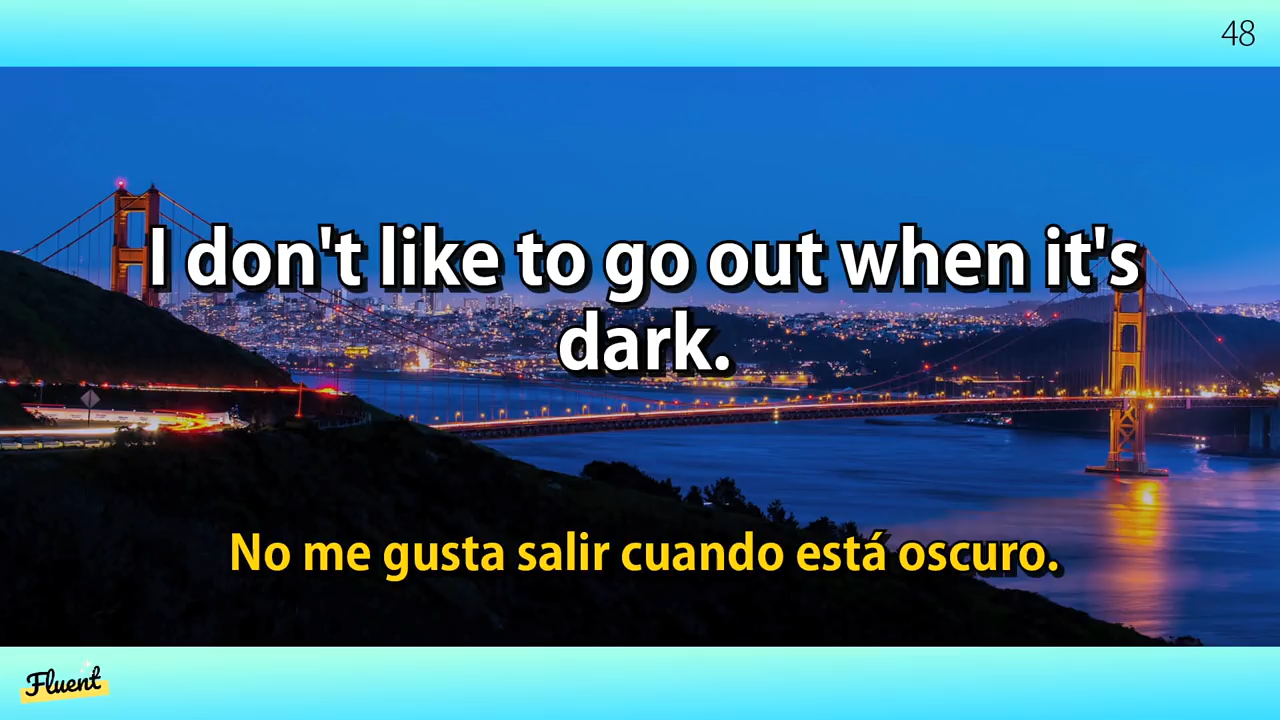 48
I don't like to go out when it's
dark.
No me gusta salir cuando está oscuro.
Fluent